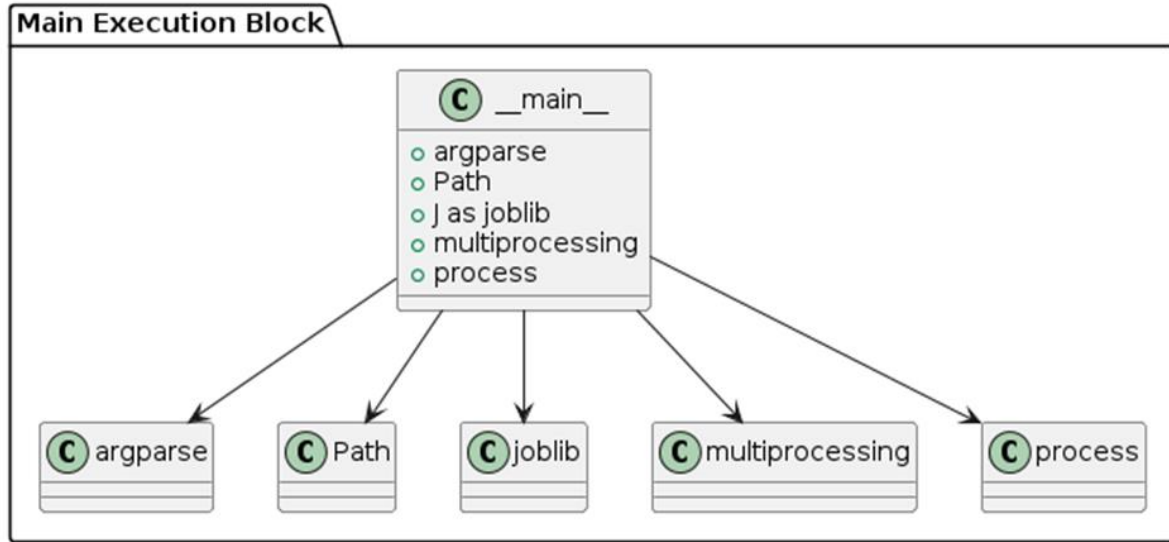 Main Execution Block
C __main__
argparse
Path
J as joblib
multiprocessing
process
C argparse
C Path
C joblib
C multiprocessing
C process